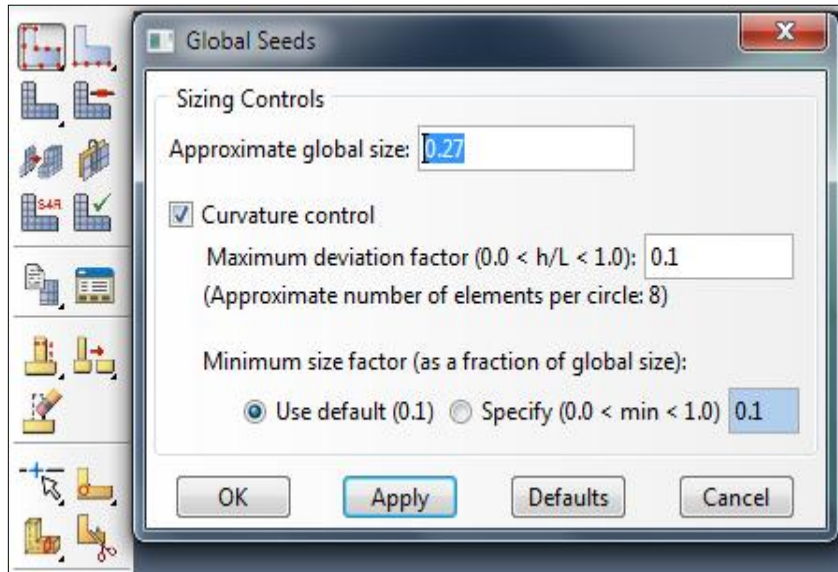 Global Seeds
Sizing Controls
Approximate global size: 0.27
Curvature control
Maximum deviation factor (0.0 < h/L < 1.0): 0.1
(Approximate number of elements per circle: 8)
Minimum size factor (as a fraction of global size):
Use default (0.1) Specify (0.0 < min < 1.0) 0.1
OK Apply Defaults Cancel
S4R